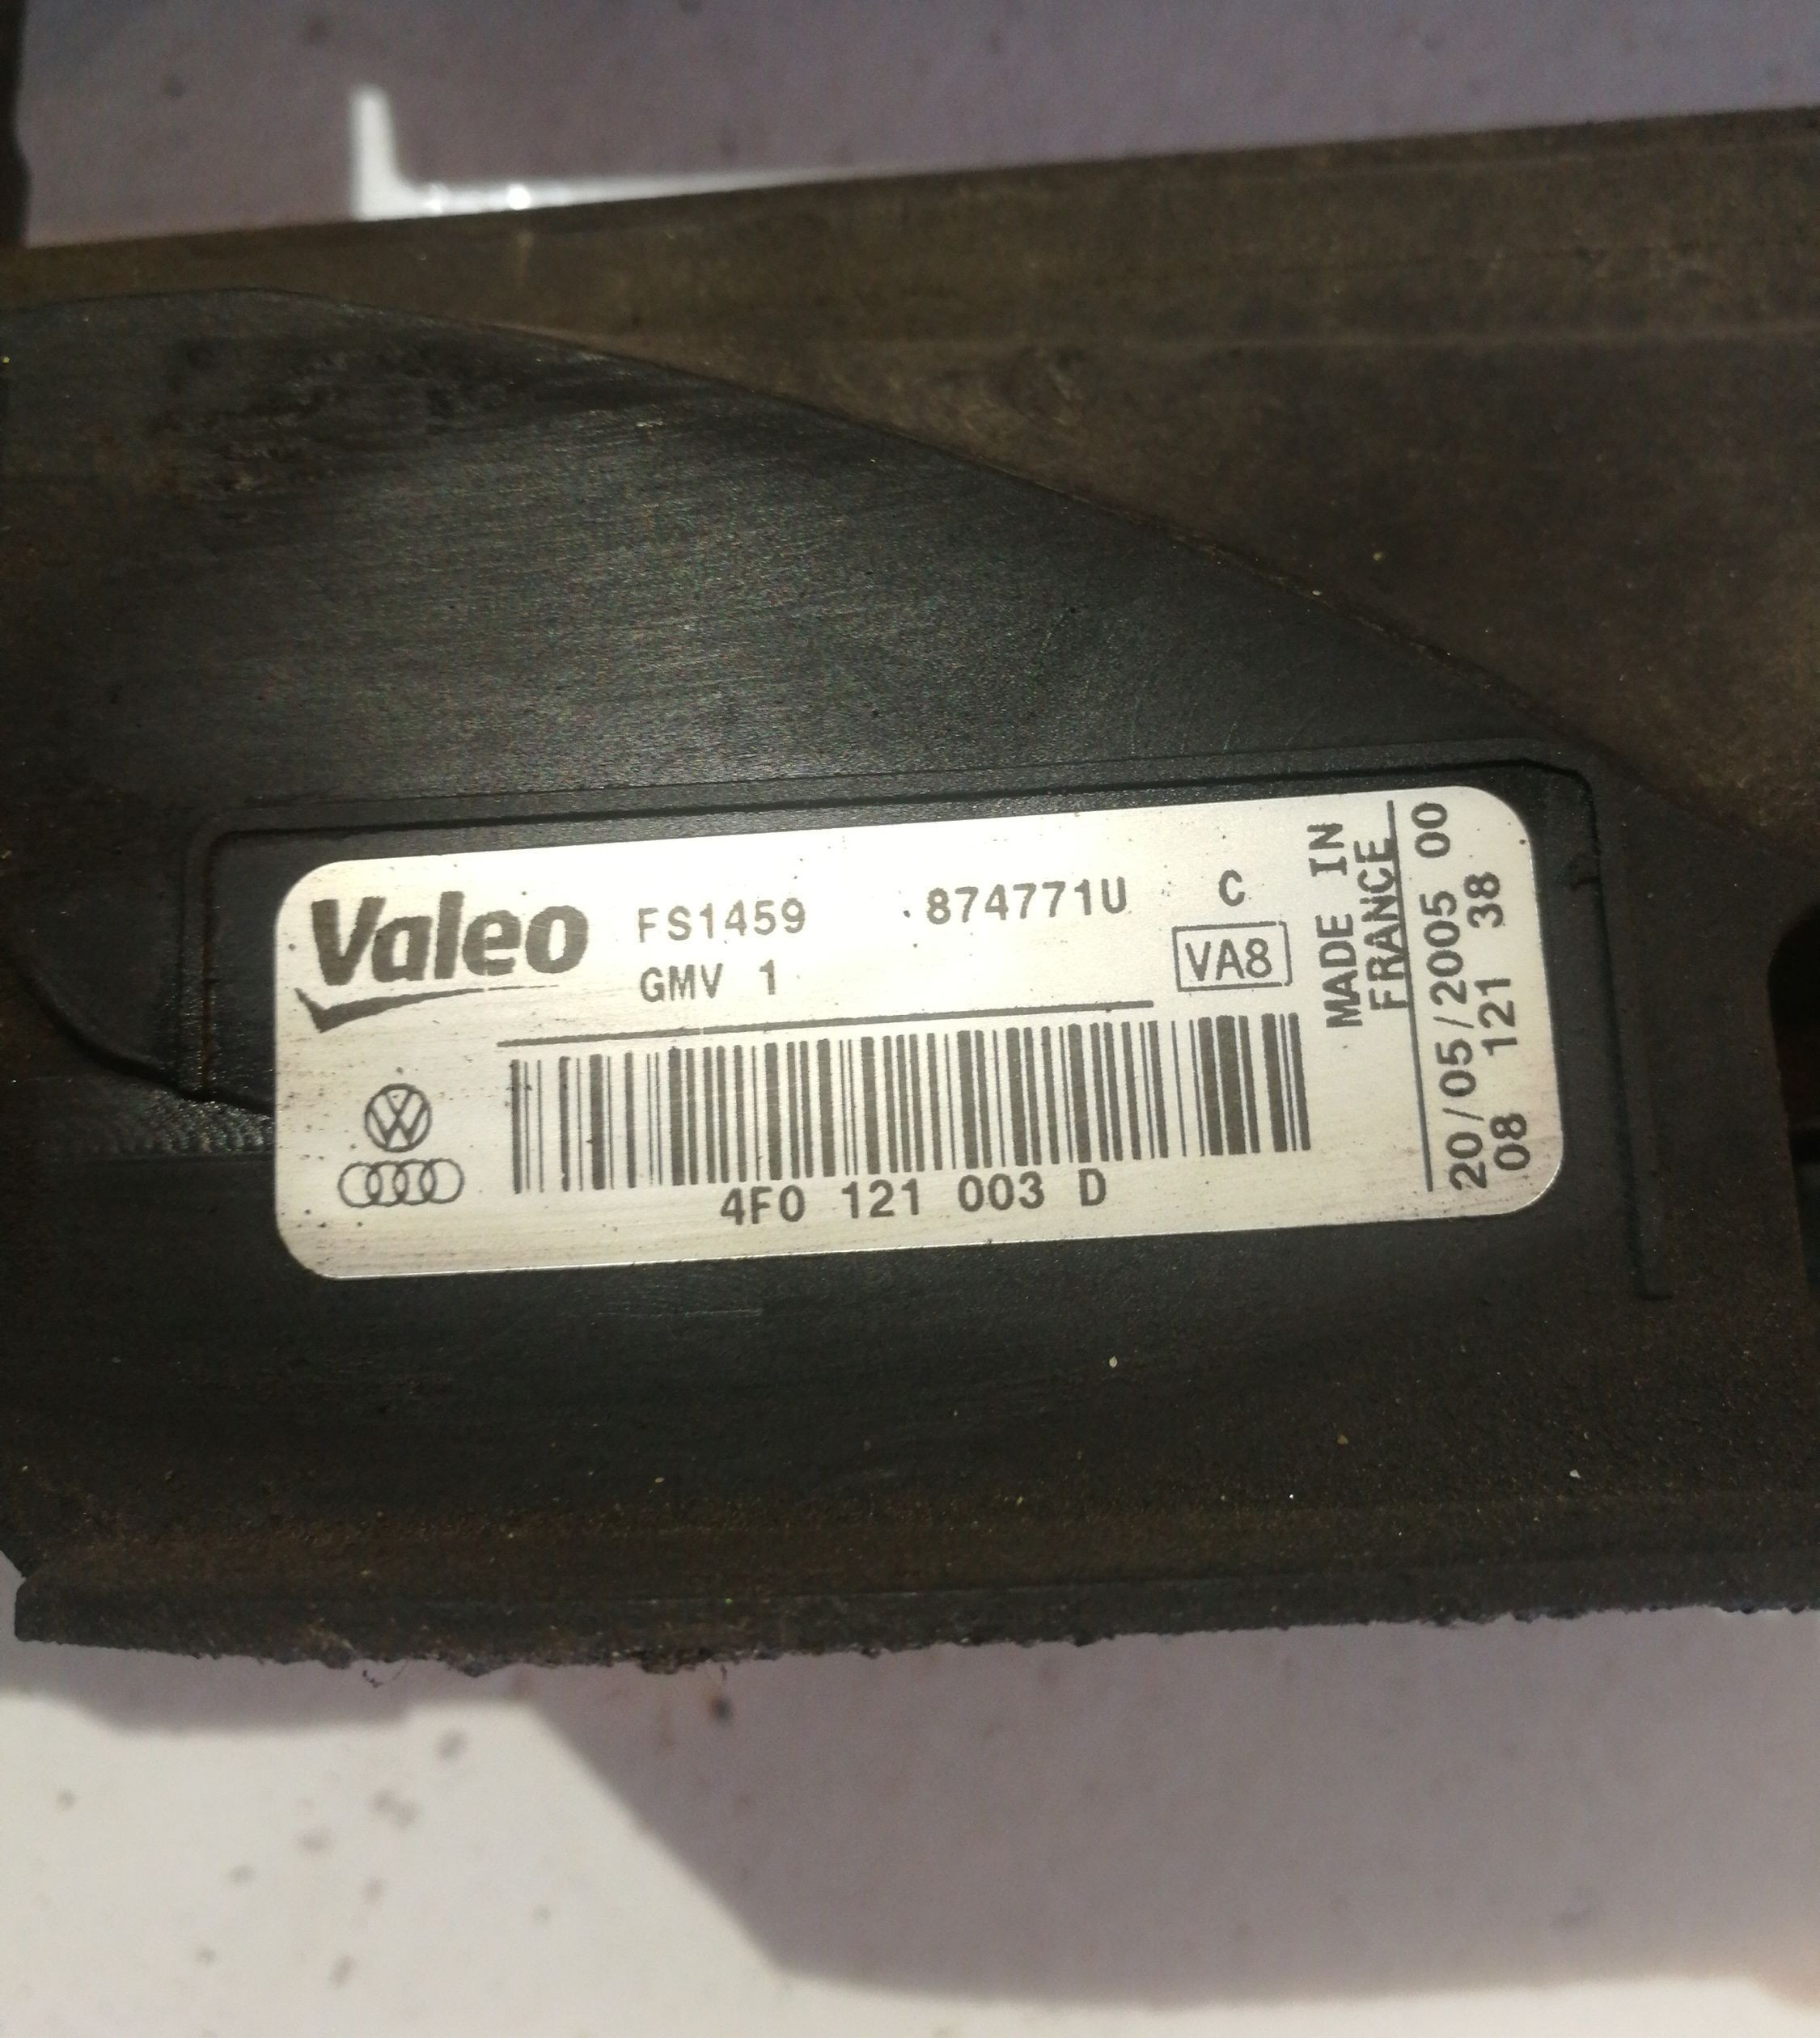 Valeo
FS1459 874771U C
GMV 1
VA8
4F0 121 003 D
MADE IN
FRANCE
20/05/2005 00
08 121 38